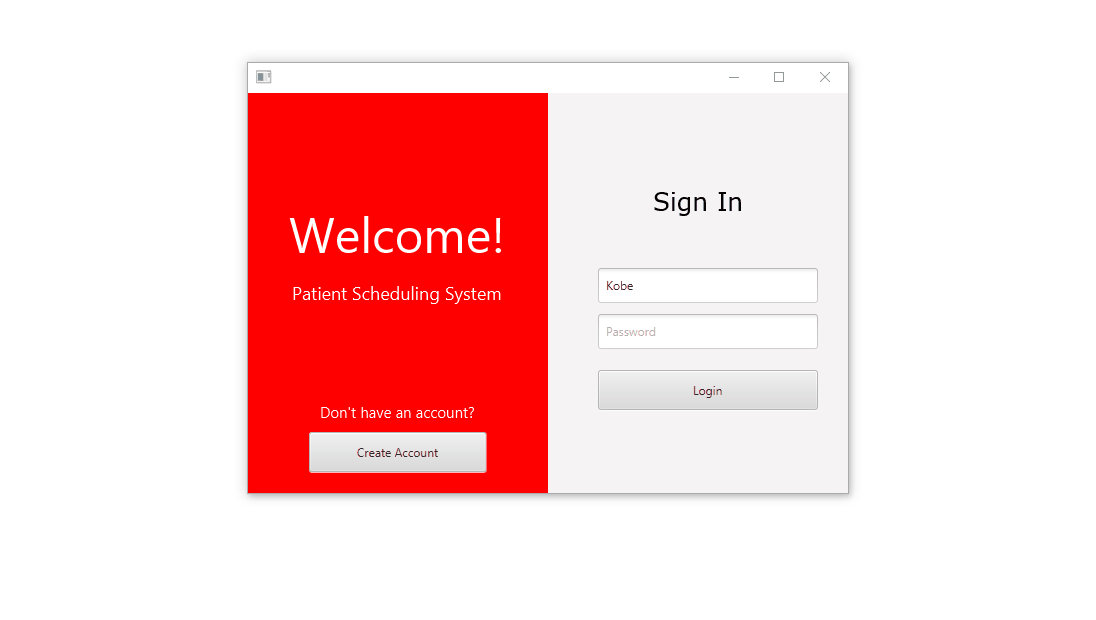 Welcome!
Patient Scheduling System
Don't have an account?
Create Account
Sign In
Kobe
Password
Login